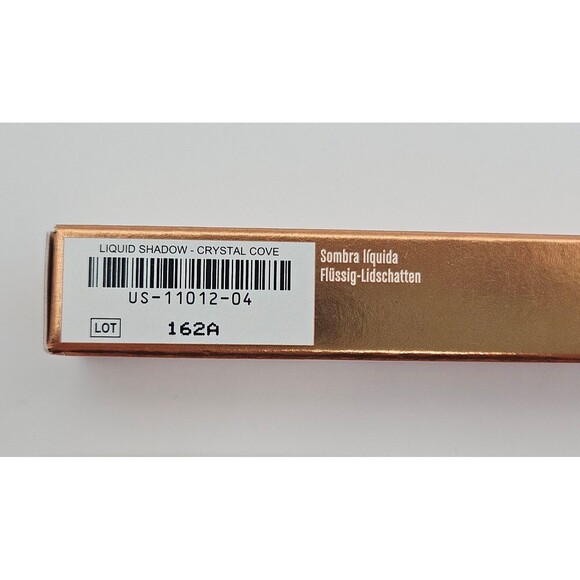 LIQUID SHADOW - CRYSTAL COVE
US-11012-04
LOT 162A
Sombra líquida
Flüssig-Lidschatten